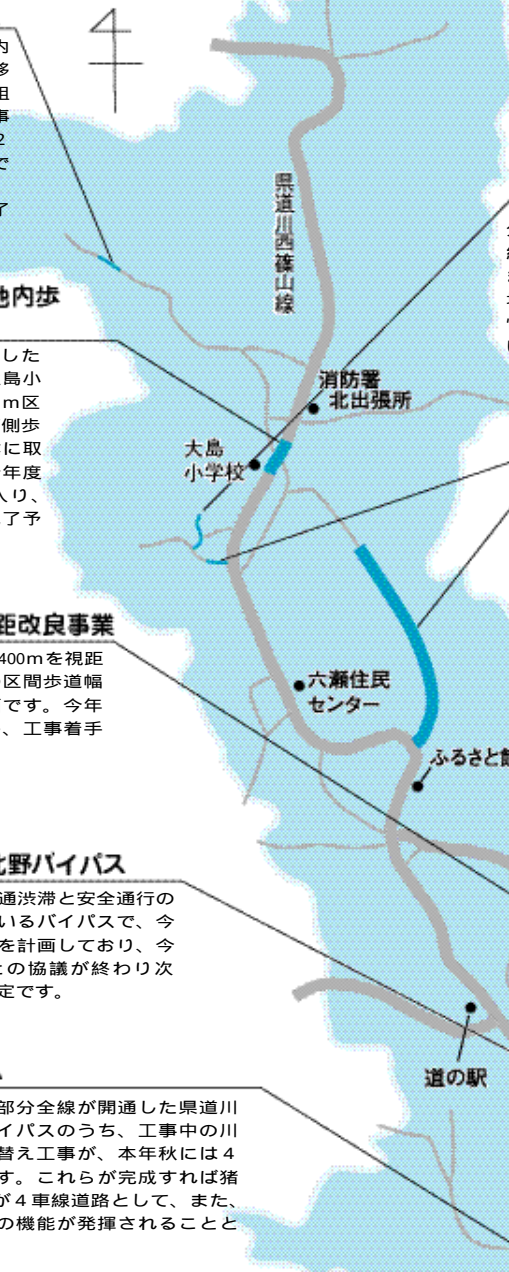 内
多
組
事
2
で
了
県道川西篠山線
地内歩
した
島小
m区
側歩
に取
年度
入り、
了予
消防署
北出張所
大島
小学校
距改良事業
400mを視距
区間歩道幅
です。今年
、工事着手
六瀬住民
センター
ふるさと館
北野バイパス
通渋滞と安全通行の
いるバイパスで、今
を計画しており、今
との協議が終わり次
定です。
道の駅
部分全線が開通した県道川
イパスのうち、工事中の川
替え工事が、本年秋には4
す。これらが完成すれば猪
が4車線道路として、また、
の機能が発揮されることと